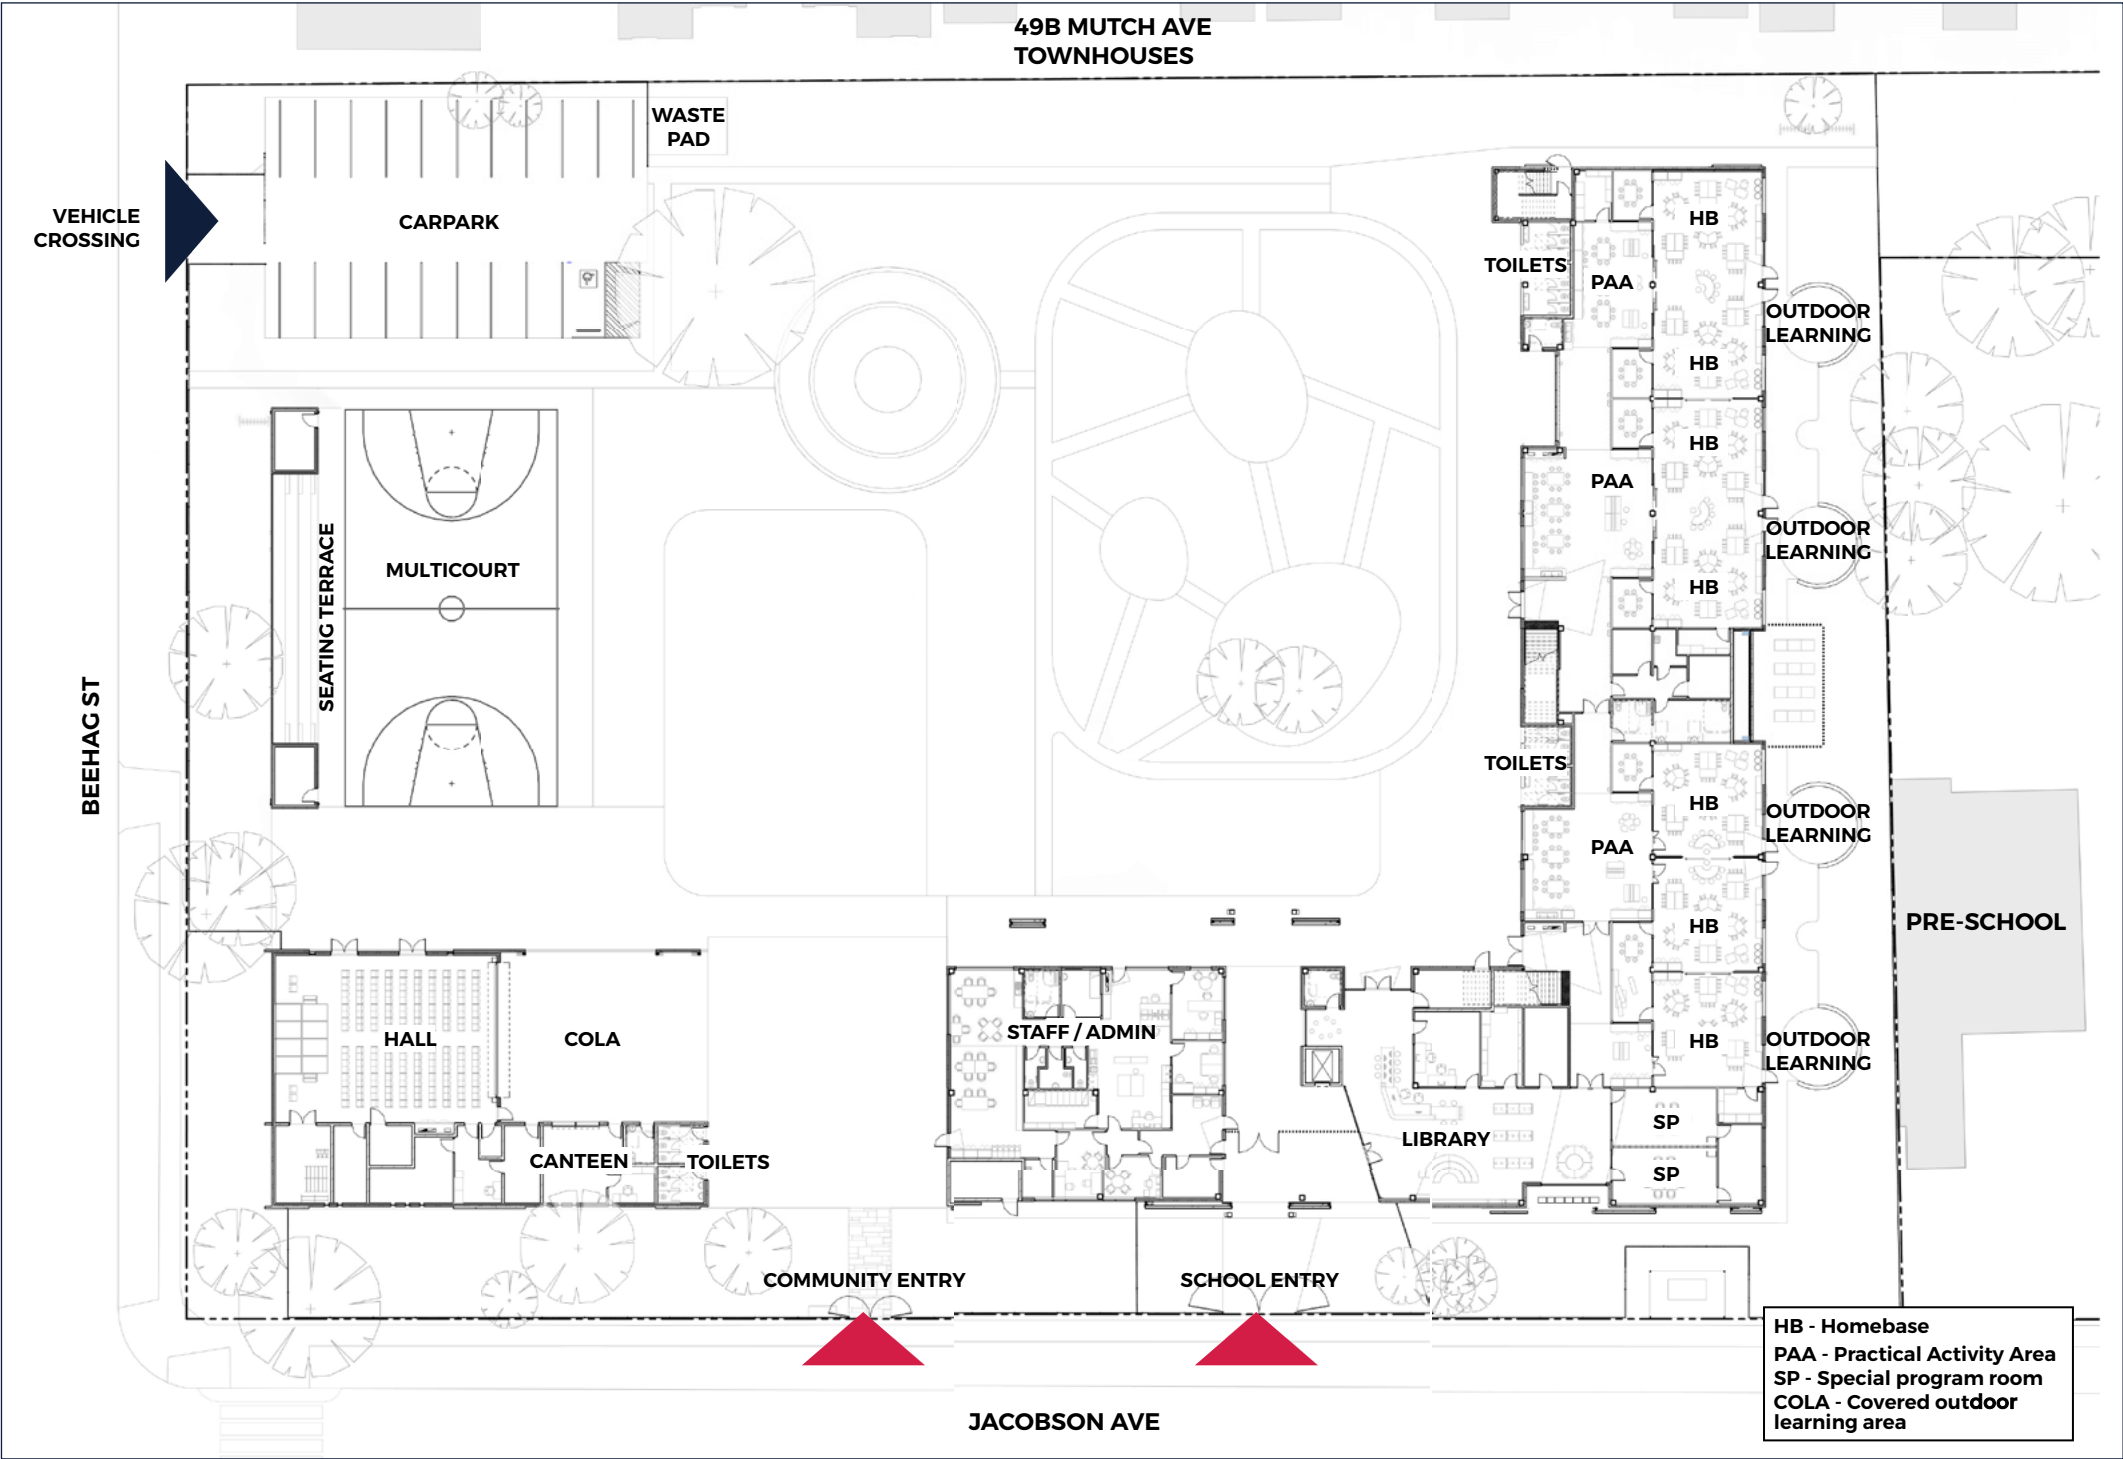 49B MUTCH AVE
TOWNHOUSES
WASTE
PAD
VEHICLE
CROSSING
CARPARK
HB
TOILETS
PAA
OUTDOOR
LEARNING
HB
HB
PAA
OUTDOOR
LEARNING
SEATING TERRACE
MULTICOURT
HB
BEEHAG ST
TOILETS
HB
OUTDOOR
LEARNING
PAA
HB
PRE-SCHOOL
HALL
COLA
STAFF / ADMIN
HB
OUTDOOR
LEARNING
SP
LIBRARY
CANTEEN
TOILETS
SP
COMMUNITY ENTRY
SCHOOL ENTRY
HB - Homebase
PAA - Practical Activity Area
SP - Special program room
COLA - Covered outdoor
learning area
JACOBSON AVE